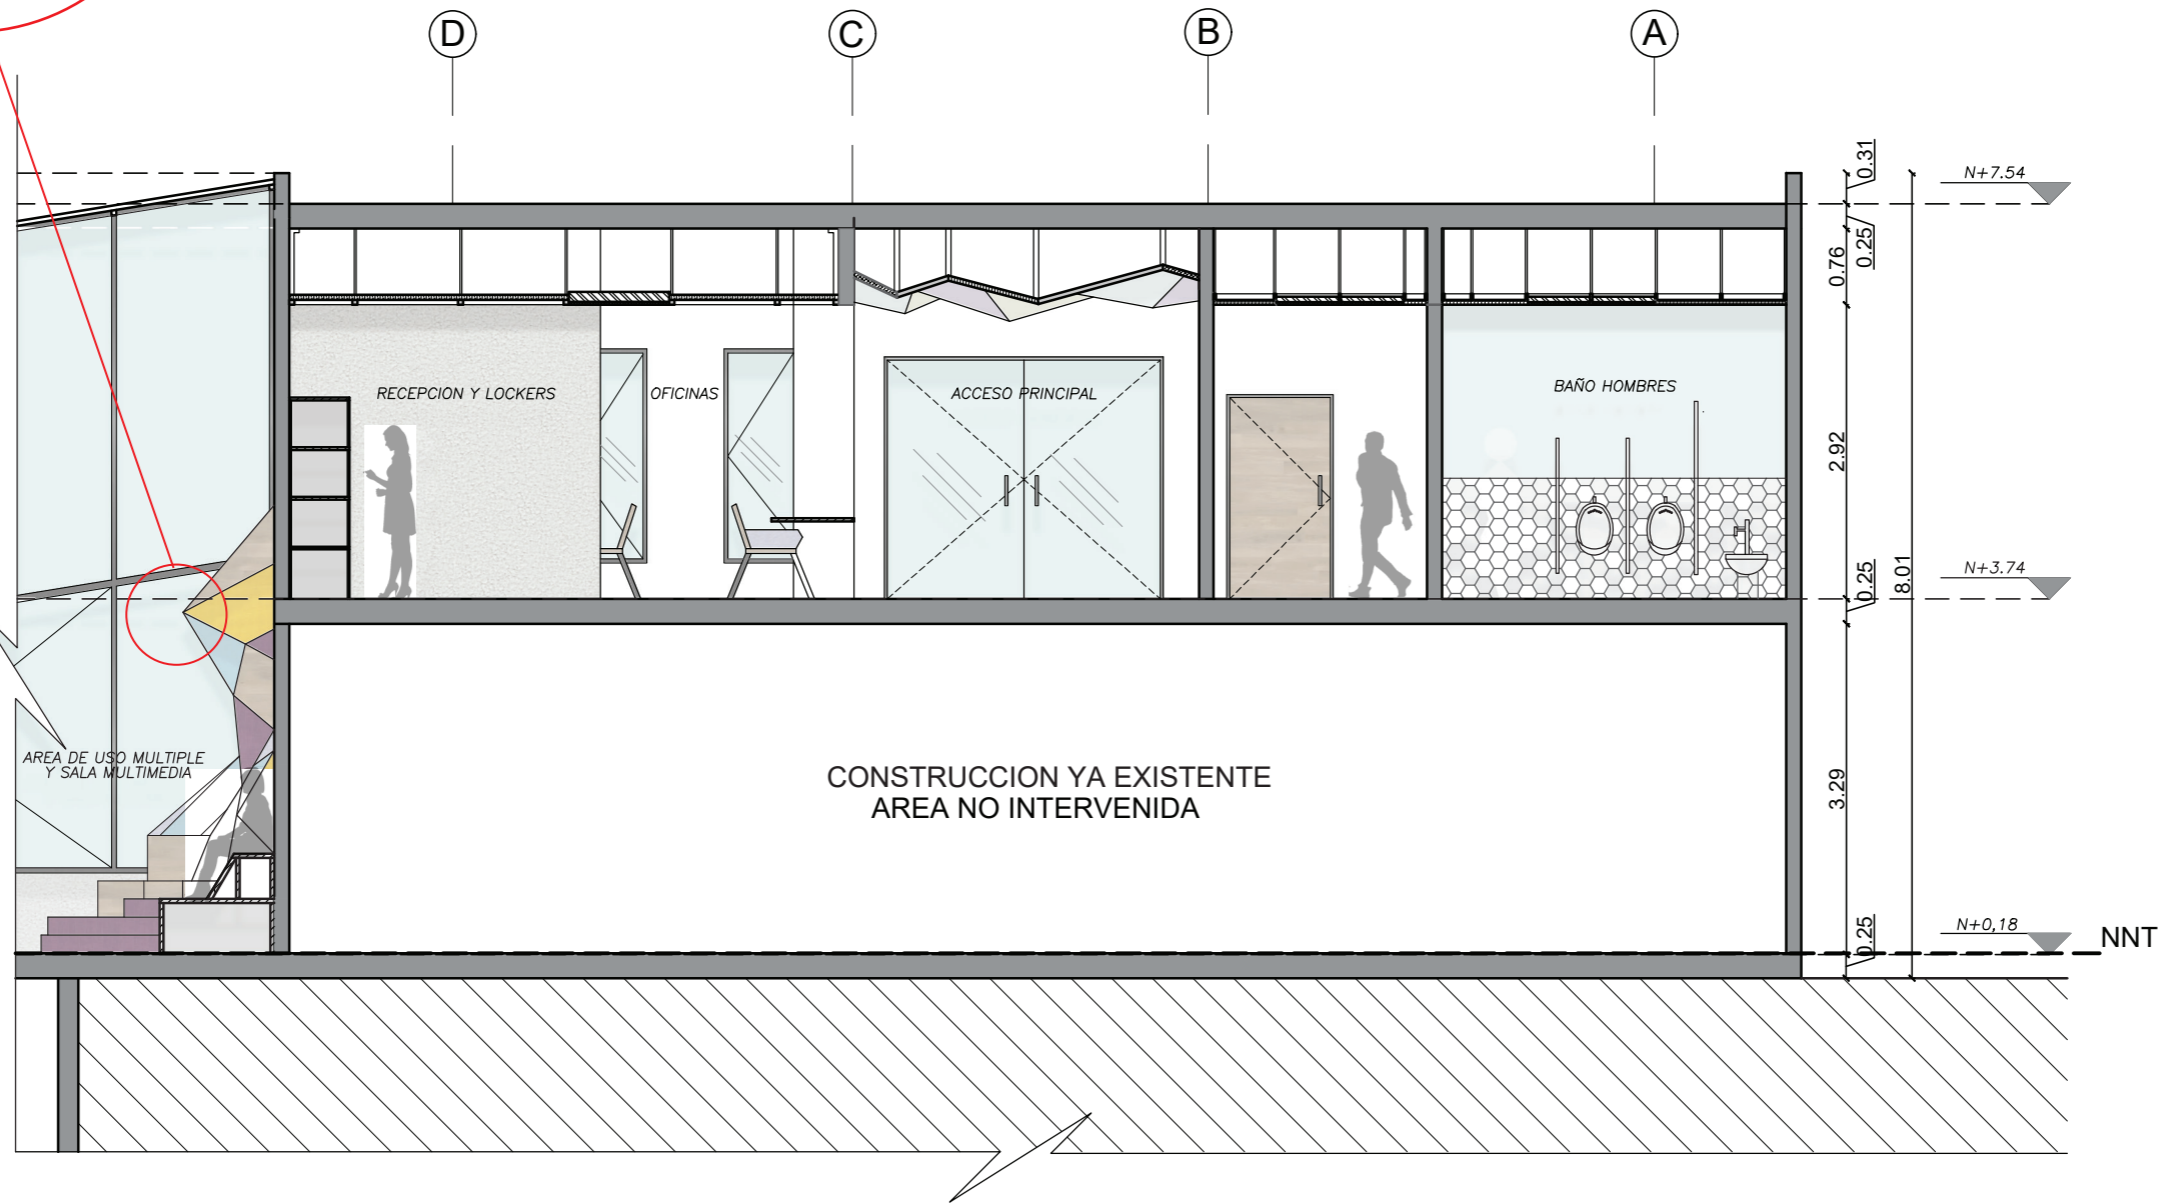 D
C
B
A
0.31
N+7.54
0.25
0.76
RECEPCION Y LOCKERS
OFICINAS
ACCESO PRINCIPAL
BAÑO HOMBRES
2.92
0.25
8.01
N+3.74
AREA DE USO MULTIPLE
Y SALA MULTIMEDIA
CONSTRUCCION YA EXISTENTE
AREA NO INTERVENIDA
3.29
0.25
N+0,18
NNT